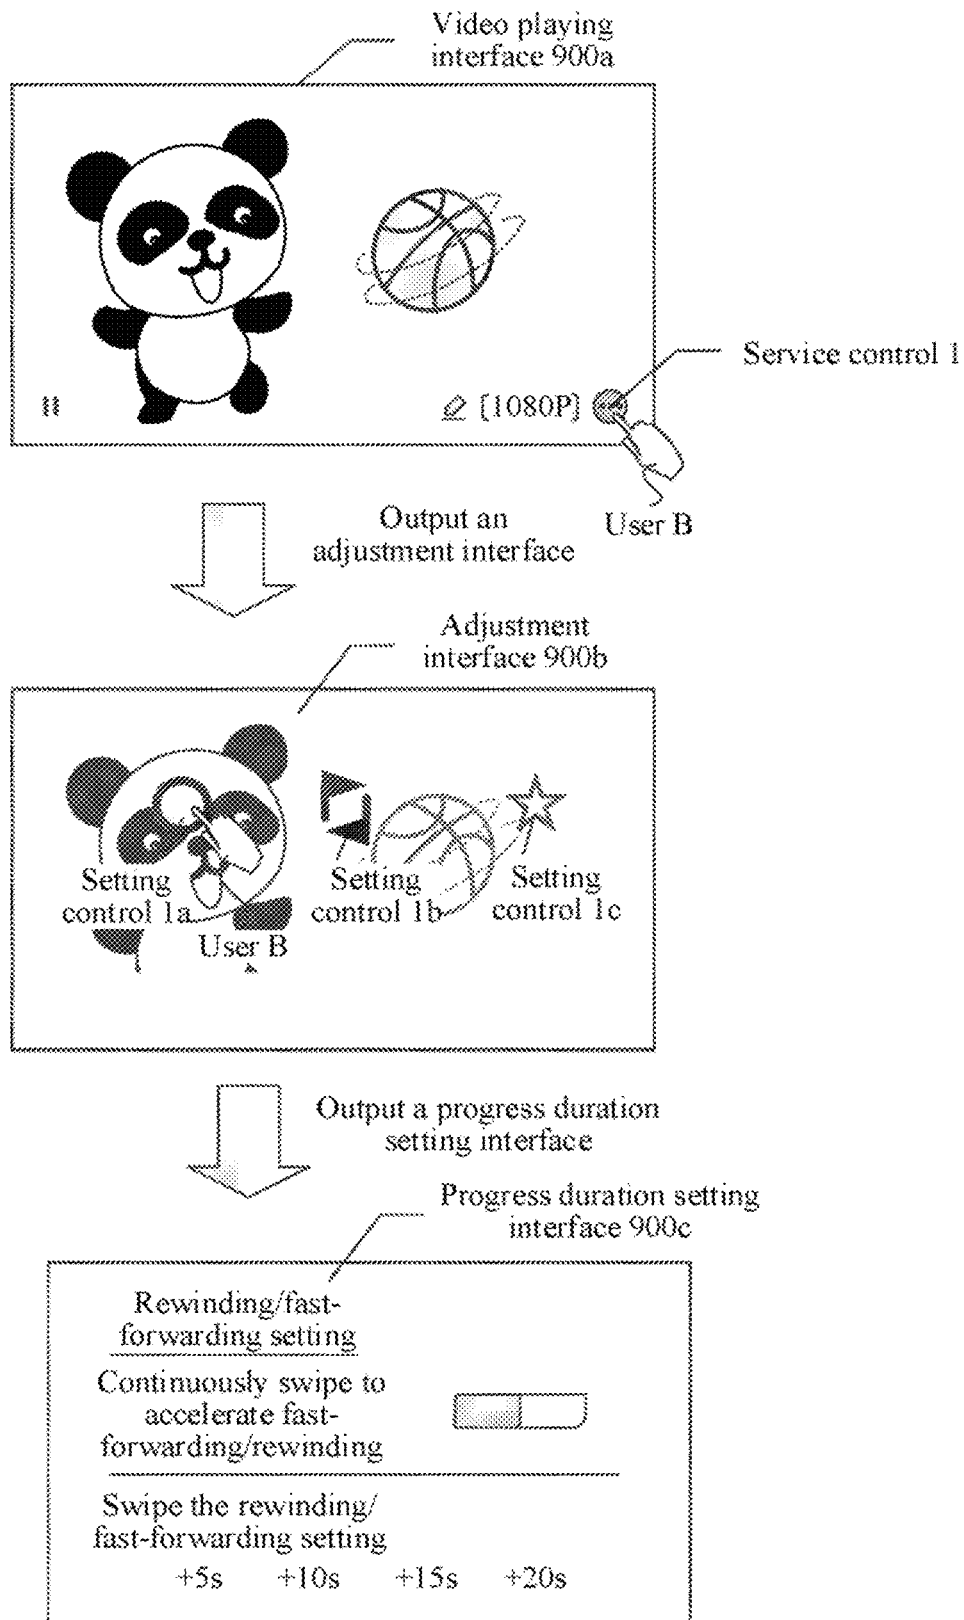 Video playing
interface 900a
Service control 1
[1080P]
User B
Output an
adjustment interface
Adjustment
interface 900b
Setting
control 1a
Setting
control 1b
Setting
control 1c
User B
Output a progress duration
setting interface
Progress duration setting
interface 900c
Rewinding/fast-
forwarding setting
Continuously swipe to
accelerate fast-
forwarding/rewinding
Swipe the rewinding/
fast-forwarding setting
+5s +10s +15s +20s